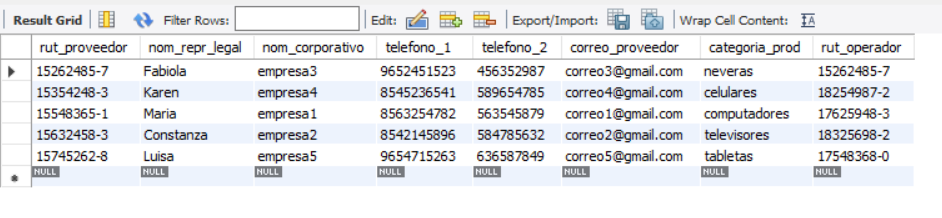 Result Grid Filter Rows: Edit: Export/Import: Wrap Cell Content:
rut_proveedor nom_repr_legal nom_corporativo telefono_1 telefono_2 correo_proveedor categoria_prod rut_operador
15262485-7 Fabiola empresa3 9652451523 456352987 correo3@gmail.com neveras 15262485-7
15354248-3 Karen empresa4 8545236541 589654785 correo4@gmail.com celulares 18254987-2
15548365-1 Maria empresa1 8563254782 563545879 correo1@gmail.com computadores 17625948-3
15632458-3 Constanza empresa2 8542145896 584785632 correo2@gmail.com televisores 18325698-2
15745262-8 Luisa empresa5 9654715263 636587849 correo5@gmail.com tabletas 17548368-0
NULL NULL NULL NULL NULL NULL NULL NULL